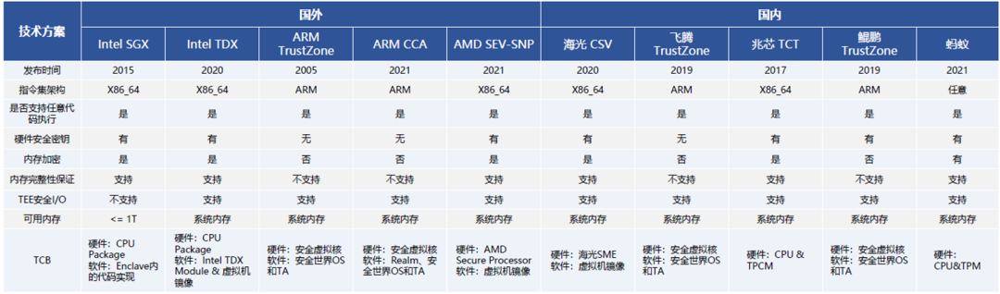 技术方案 国外 国内
Intel SGX Intel TDX ARM TrustZone ARM CCA AMD SEV-SNP 海光 CSV 飞腾 TrustZone 兆芯 TCT 鲲鹏 TrustZone 蚂蚁
发布时间 2015 2020 2005 2021 2021 2020 2019 2017 2019 2021
指令集架构 X86_64 X86_64 ARM ARM X86_64 X86_64 ARM X86_64 ARM 任意
是否支持任意代码执行 是 是 是 是 是 是 是 是 是 是
硬件安全密钥 有 有 无 无 有 有 无 有 有 有
内存加密 是 是 否 否 是 是 否 是 否 有
内存完整性保证 支持 支持 不支持 不支持 支持 支持 不支持 支持 不支持 支持
TEE安全I/O 不支持 支持 支持 支持 支持 支持 支持 支持 支持 支持
可用内存 <= 1T 系统内存 系统内存 系统内存 系统内存 系统内存 系统内存 系统内存 系统内存 系统内存
TCB
硬件：CPU
Package
软件：Enclave内
的代码实现
硬件：CPU
Package
软件：Intel TDX
Module & 虚拟机
镜像
硬件：安全虚拟核
软件：安全世界OS
和TA
硬件：安全虚拟核
软件：Realm、安
全世界OS和TA
硬件：AMD
Secure Processor
软件：虚拟机镜像
硬件：海光SME
软件：虚拟机镜像
硬件：安全虚拟核
软件：安全世界OS
和TA
硬件：CPU &
TPCM
硬件：安全虚拟核
软件：安全世界OS
和TA
硬件：
CPU&TPM